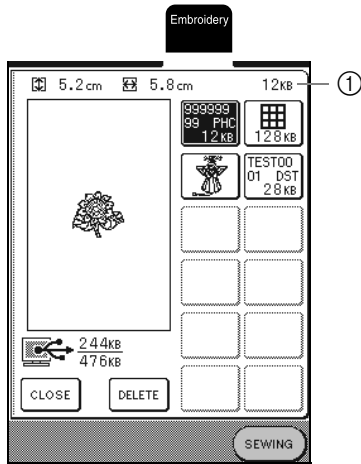 Embroidery
5.2cm 5.8cm 12KB
①
999999
99 PHC
12KB
128KB
TEST00
01 DST
28KB
244KB
476KB
CLOSE
DELETE
SEWING